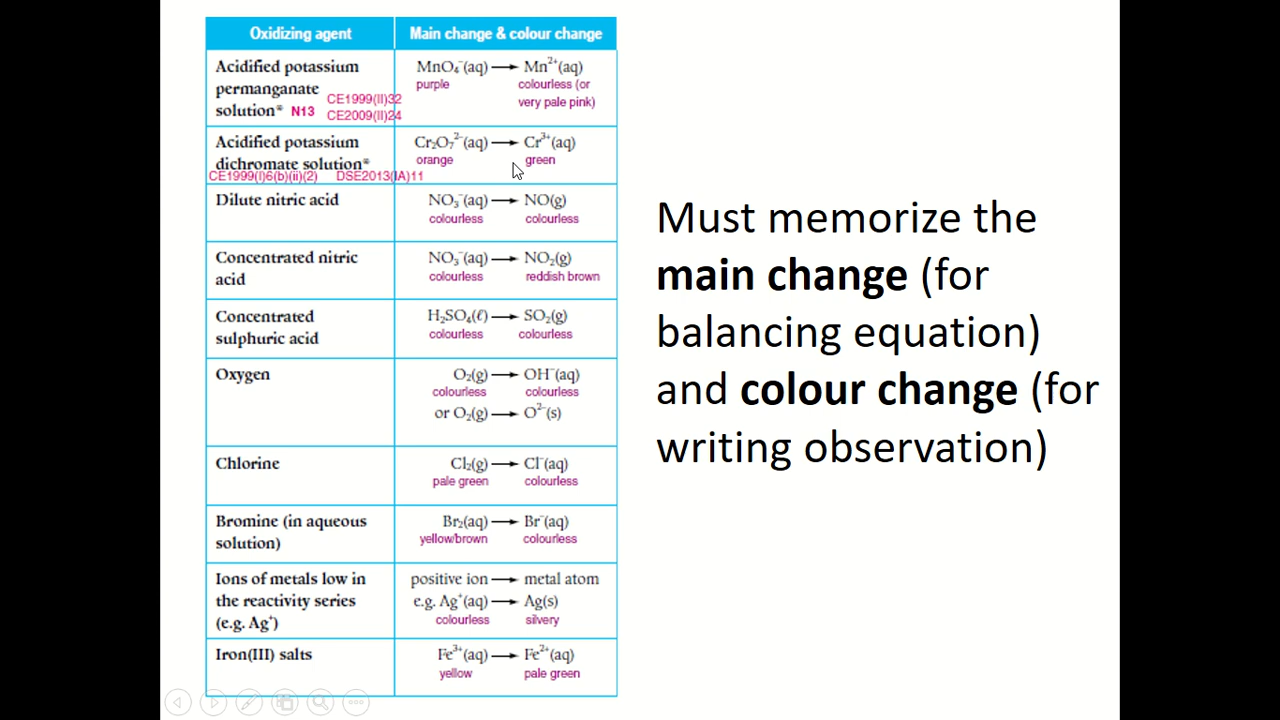 Oxidizing agent Main change & colour change
Acidified potassium permanganate solution* N13 CE1999(II)32 CE2009(II)24
MnO₄⁻(aq) → Mn²⁺(aq)
purple colourless (or very pale pink)
Acidified potassium dichromate solution*
CE1999(I)6(b)(ii)(2) DSE2013(IA)11
Cr₂O₇²⁻(aq) → Cr³⁺(aq)
orange green
Dilute nitric acid
NO₃⁻(aq) → NO(g)
colourless colourless
Concentrated nitric acid
NO₃⁻(aq) → NO₂(g)
colourless reddish brown
Concentrated sulphuric acid
H₂SO₄(ℓ) → SO₂(g)
colourless colourless
Oxygen
O₂(g) → OH⁻(aq)
colourless colourless
or O₂(g) → O²⁻(s)
Chlorine
Cl₂(g) → Cl⁻(aq)
pale green colourless
Bromine (in aqueous solution)
Br₂(aq) → Br⁻(aq)
yellow/brown colourless
Ions of metals low in the reactivity series (e.g. Ag⁺)
positive ion → metal atom
e.g. Ag⁺(aq) → Ag(s)
colourless silvery
Iron(III) salts
Fe³⁺(aq) → Fe²⁺(aq)
yellow pale green
Must memorize the
main change (for
balancing equation)
and colour change (for
writing observation)